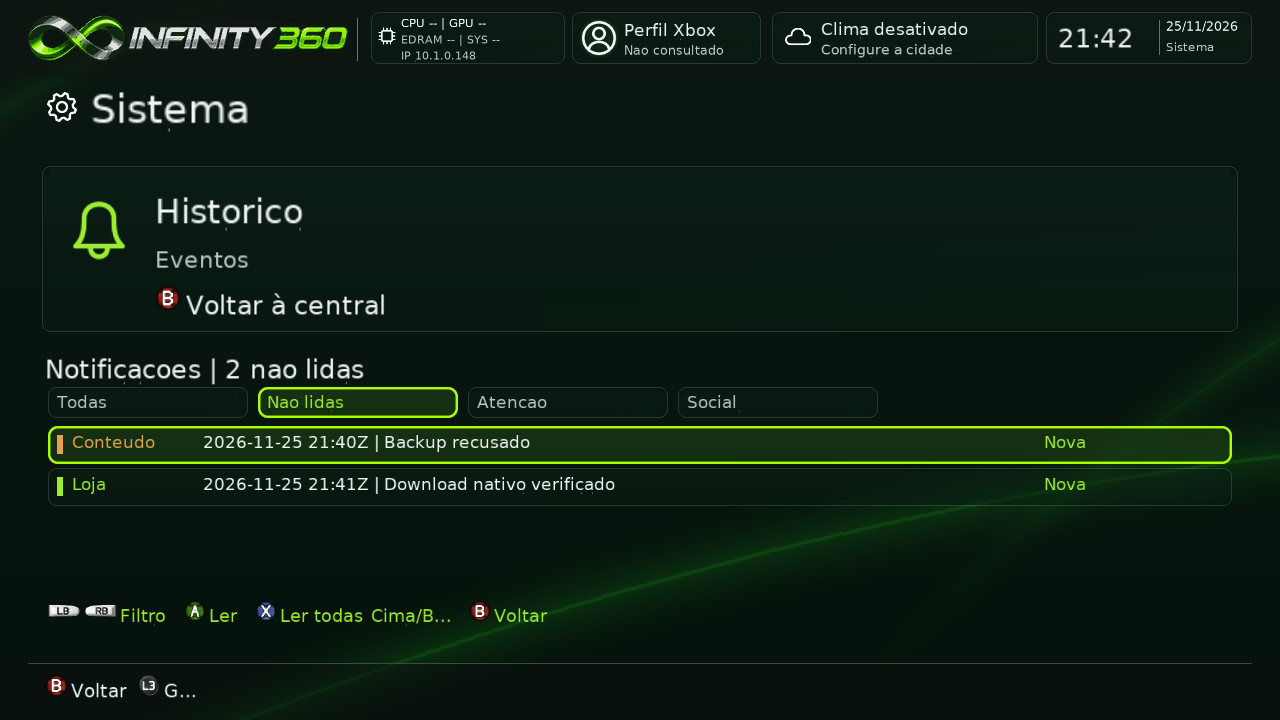 INFINITY 360
CPU -- | GPU --
EDRAM -- | SYS --
IP 10.1.0.148
Perfil Xbox
Nao consultado
Clima desativado
Configure a cidade
21:42
25/11/2026
Sistema
Sistema
Historico
Eventos
B Voltar à central
Notificacoes | 2 nao lidas
Todas
Nao lidas
Atencao
Social
Conteudo 2026-11-25 21:40Z | Backup recusado Nova
Loja 2026-11-25 21:41Z | Download nativo verificado Nova
LB RB Filtro A Ler X Ler todas Cima/B... B Voltar
B Voltar L3 G...